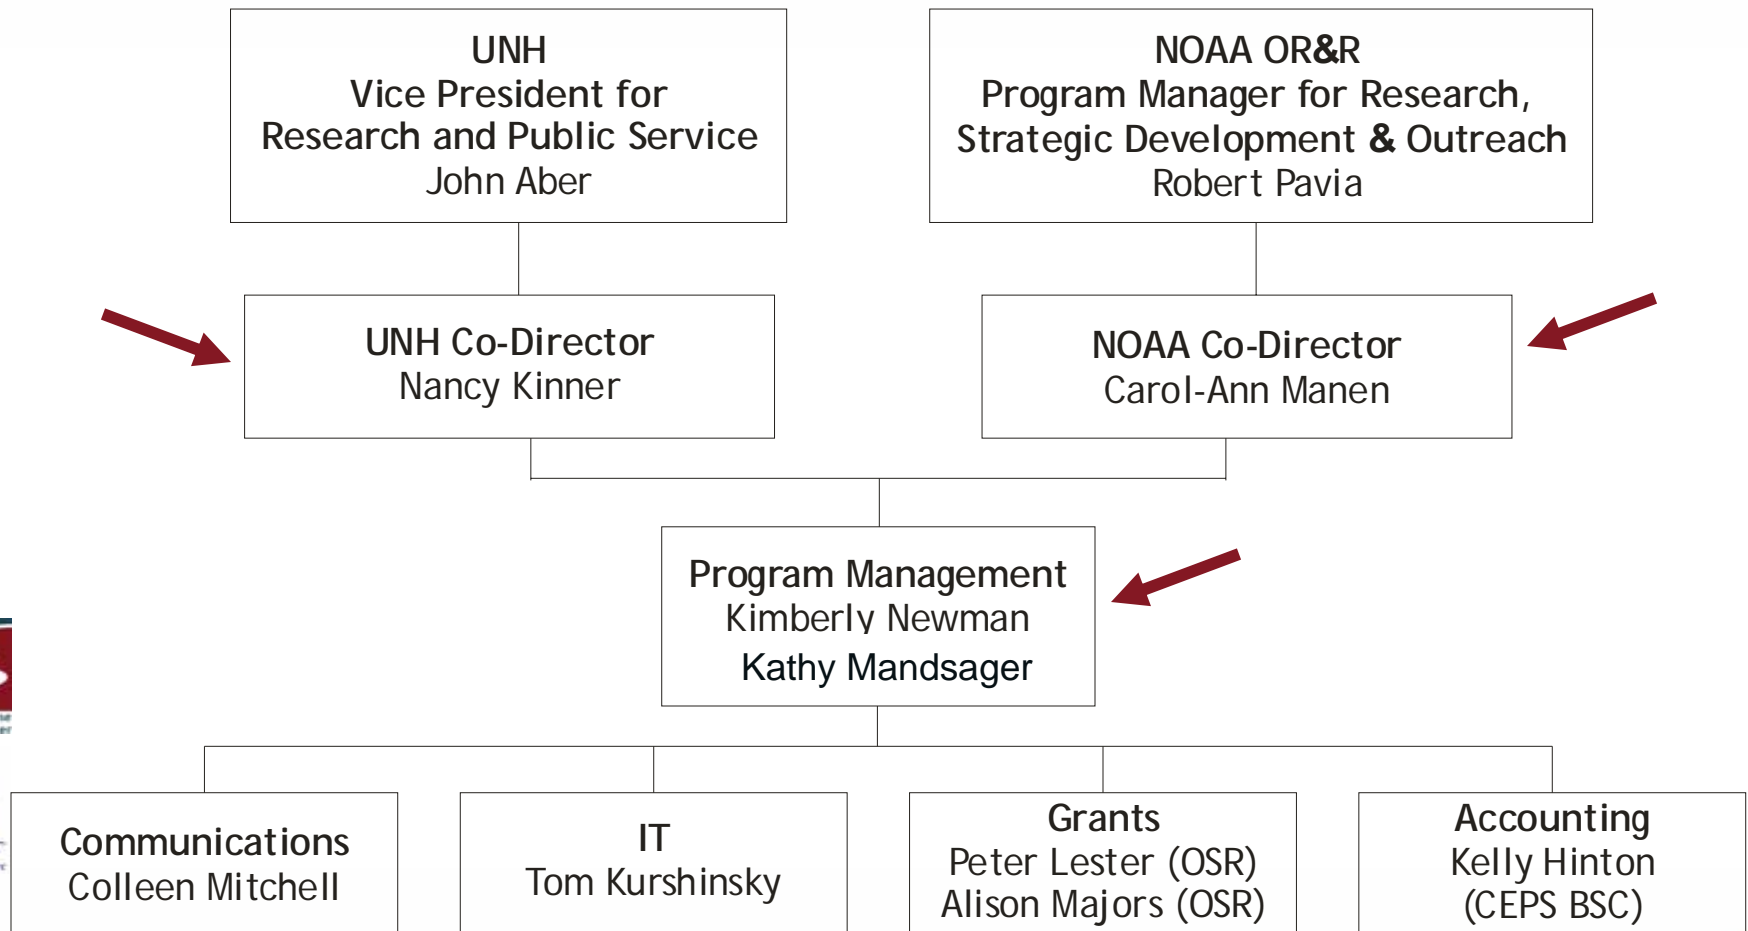 UNH
Vice President for
Research and Public Service
John Aber
NOAA OR&R
Program Manager for Research,
Strategic Development & Outreach
Robert Pavia
UNH Co-Director
Nancy Kinner
NOAA Co-Director
Carol-Ann Manen
Program Management
Kimberly Newman
Kathy Mandsager
Communications
Colleen Mitchell
IT
Tom Kurshinsky
Grants
Peter Lester (OSR)
Alison Majors (OSR)
Accounting
Kelly Hinton
(CEPS BSC)